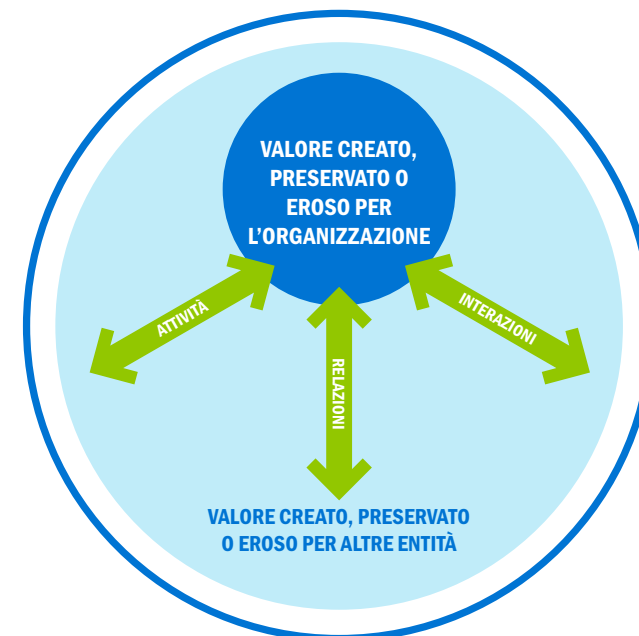 VALORE CREATO,
PRESERVATO O
EROSO PER
L'ORGANIZZAZIONE
ATTIVITÀ
INTERAZIONI
RELAZIONI
VALORE CREATO, PRESERVATO
O EROSO PER ALTRE ENTITÀ